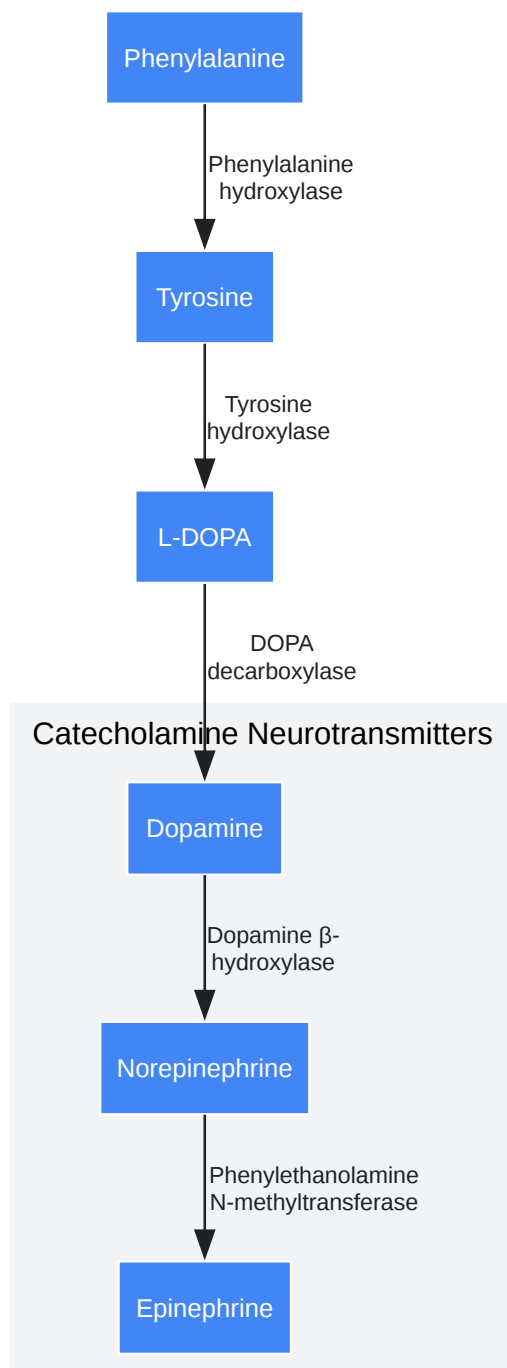 Phenylalanine
Phenylalanine
hydroxylase
Tyrosine
Tyrosine
hydroxylase
L-DOPA
DOPA
decarboxylase
Catecholamine Neurotransmitters
Dopamine
Dopamine β-
hydroxylase
Norepinephrine
Phenylethanolamine
N-methyltransferase
Epinephrine